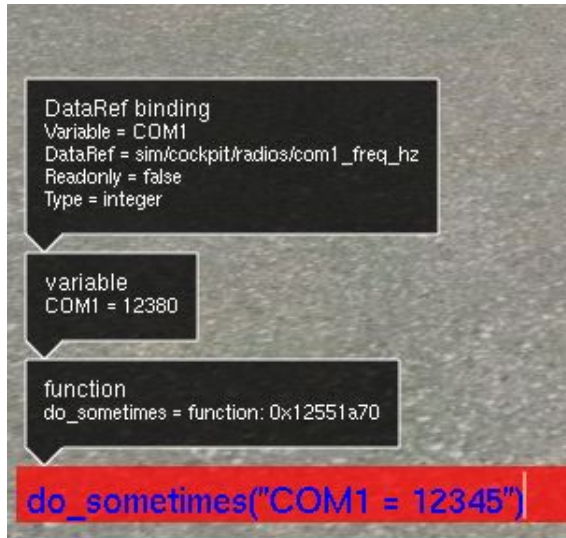 DataRef binding
Variable = COM1
DataRef = sim/cockpit/radios/com1_freq_hz
Readonly = false
Type = integer
variable
COM1 = 12380
function
do_sometimes = function: 0x12551a70
do_sometimes("COM1 = 12345")